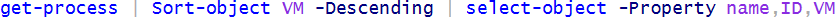 get-process | Sort-object VM -Descending | select-object -Property name,ID,VM